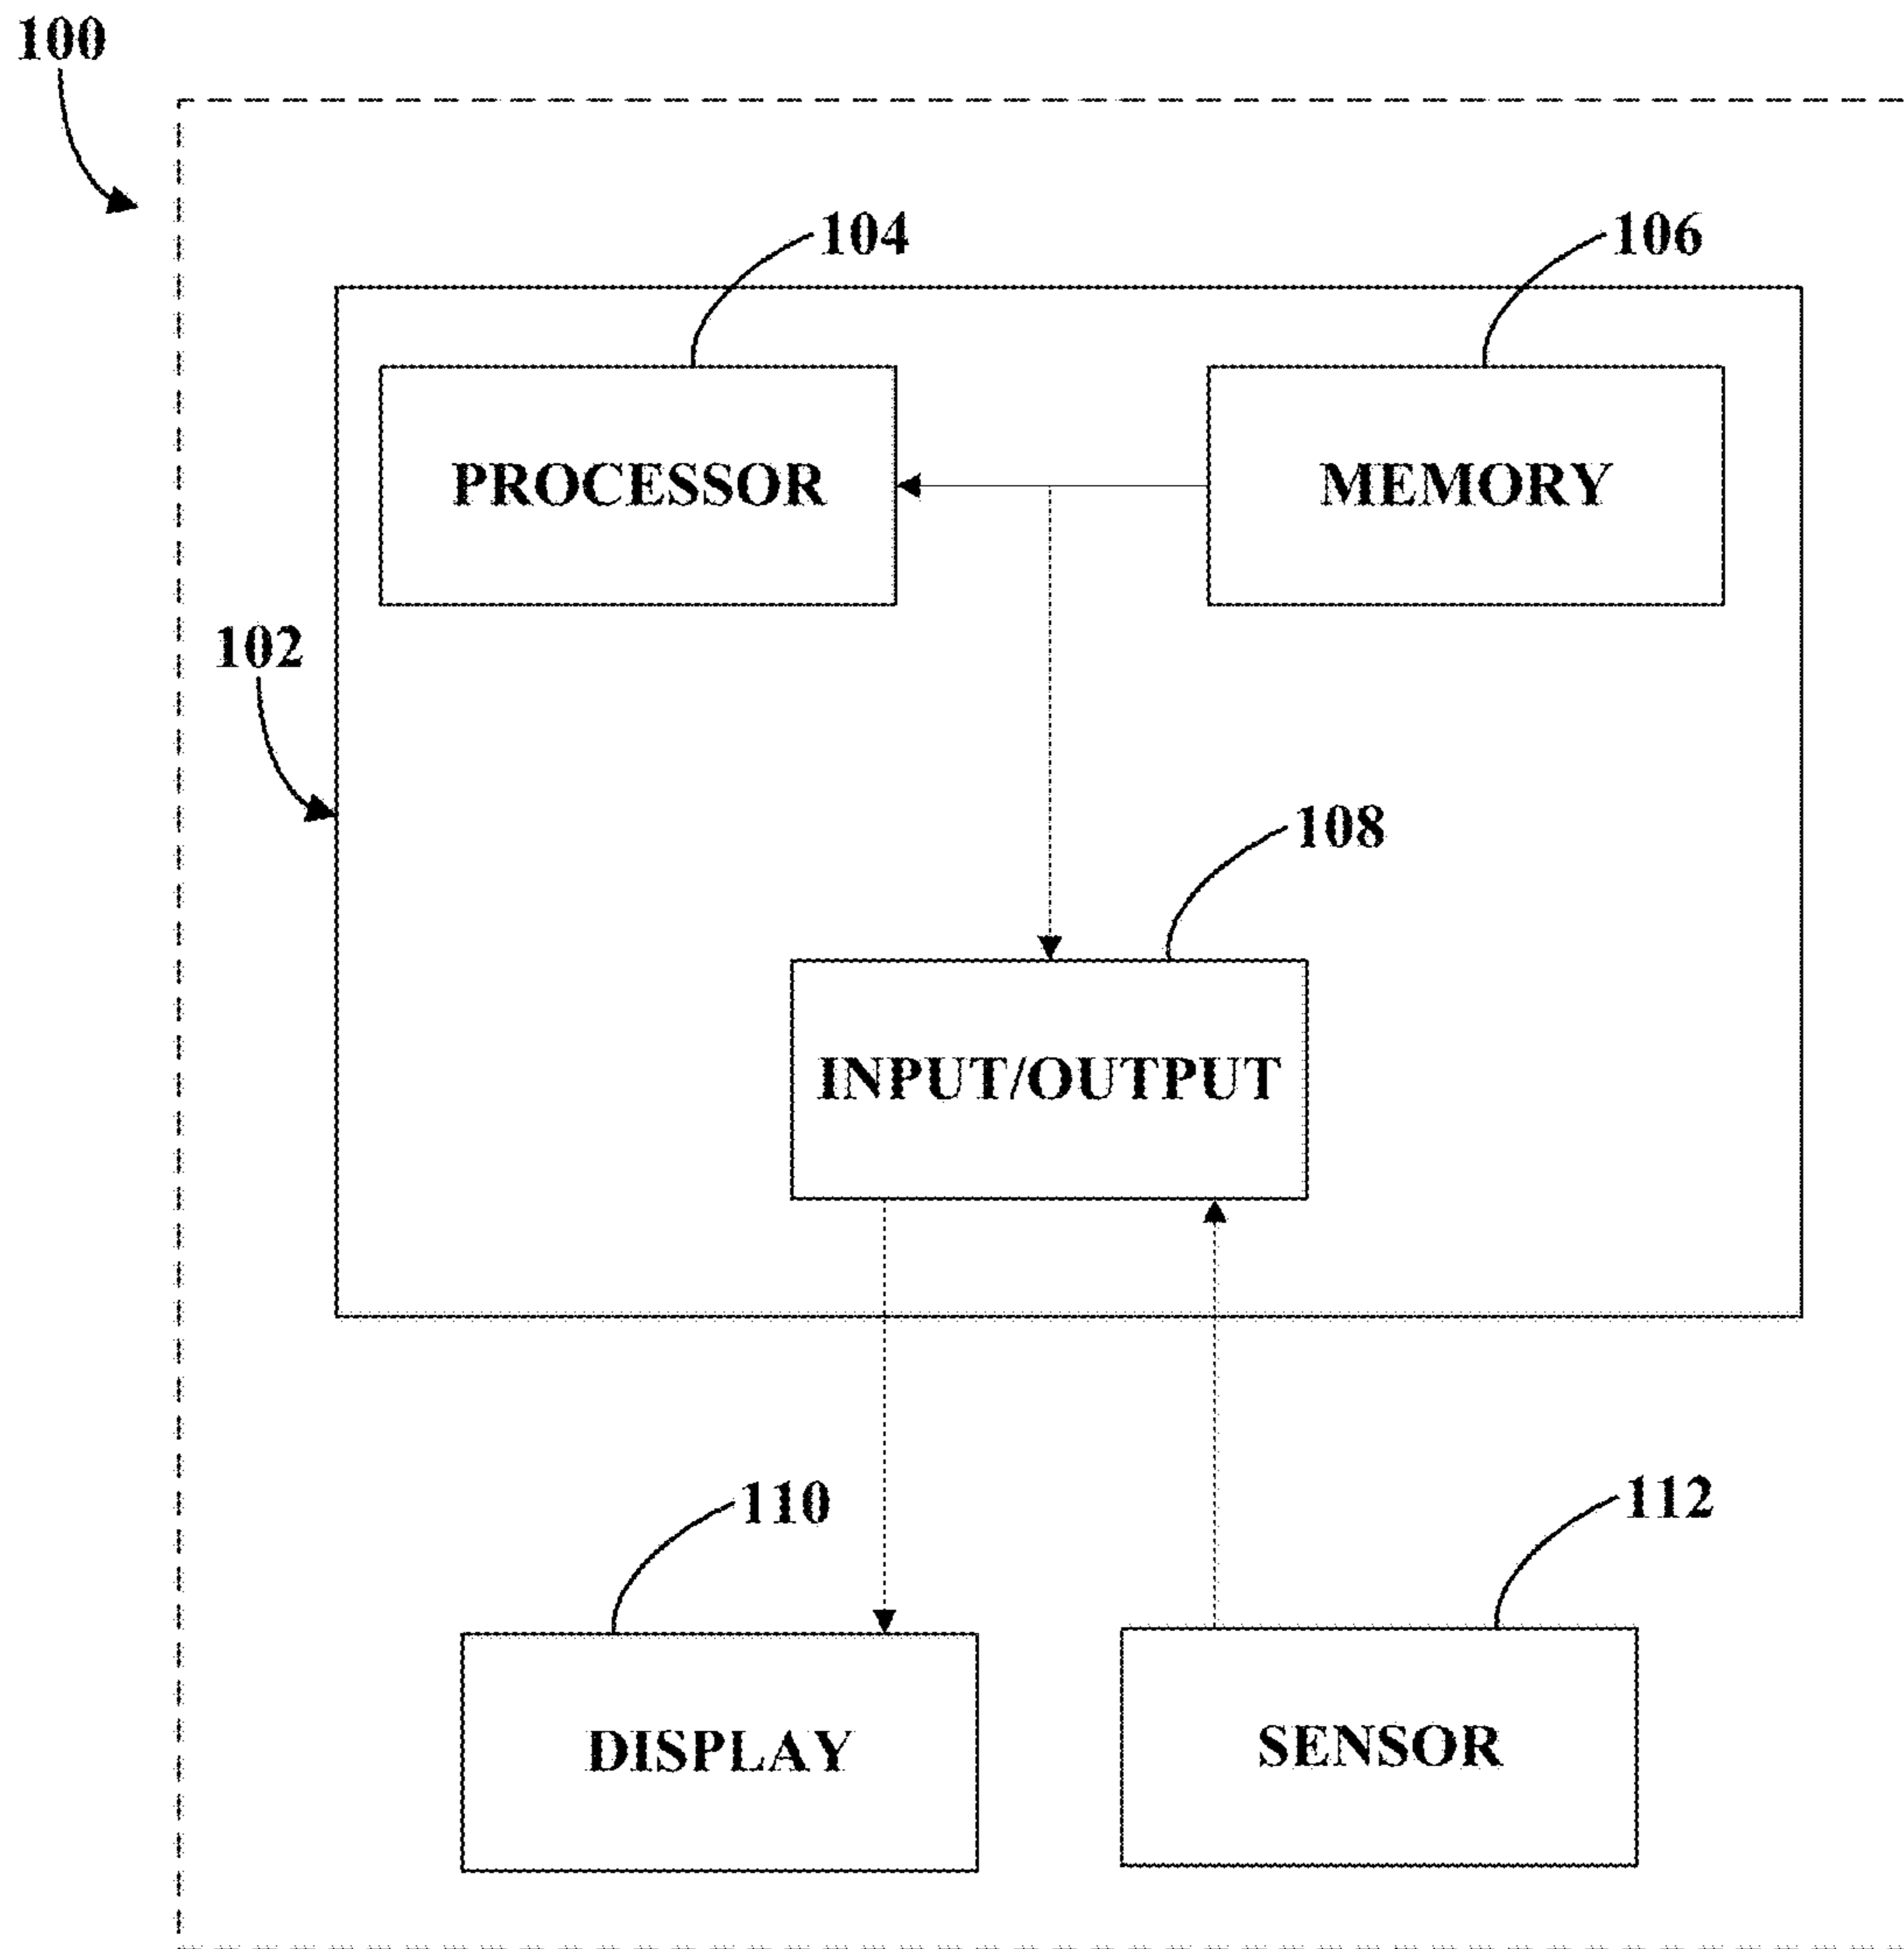 100
104
106
PROCESSOR
MEMORY
102
108
INPUT/OUTPUT
110
112
DISPLAY
SENSOR